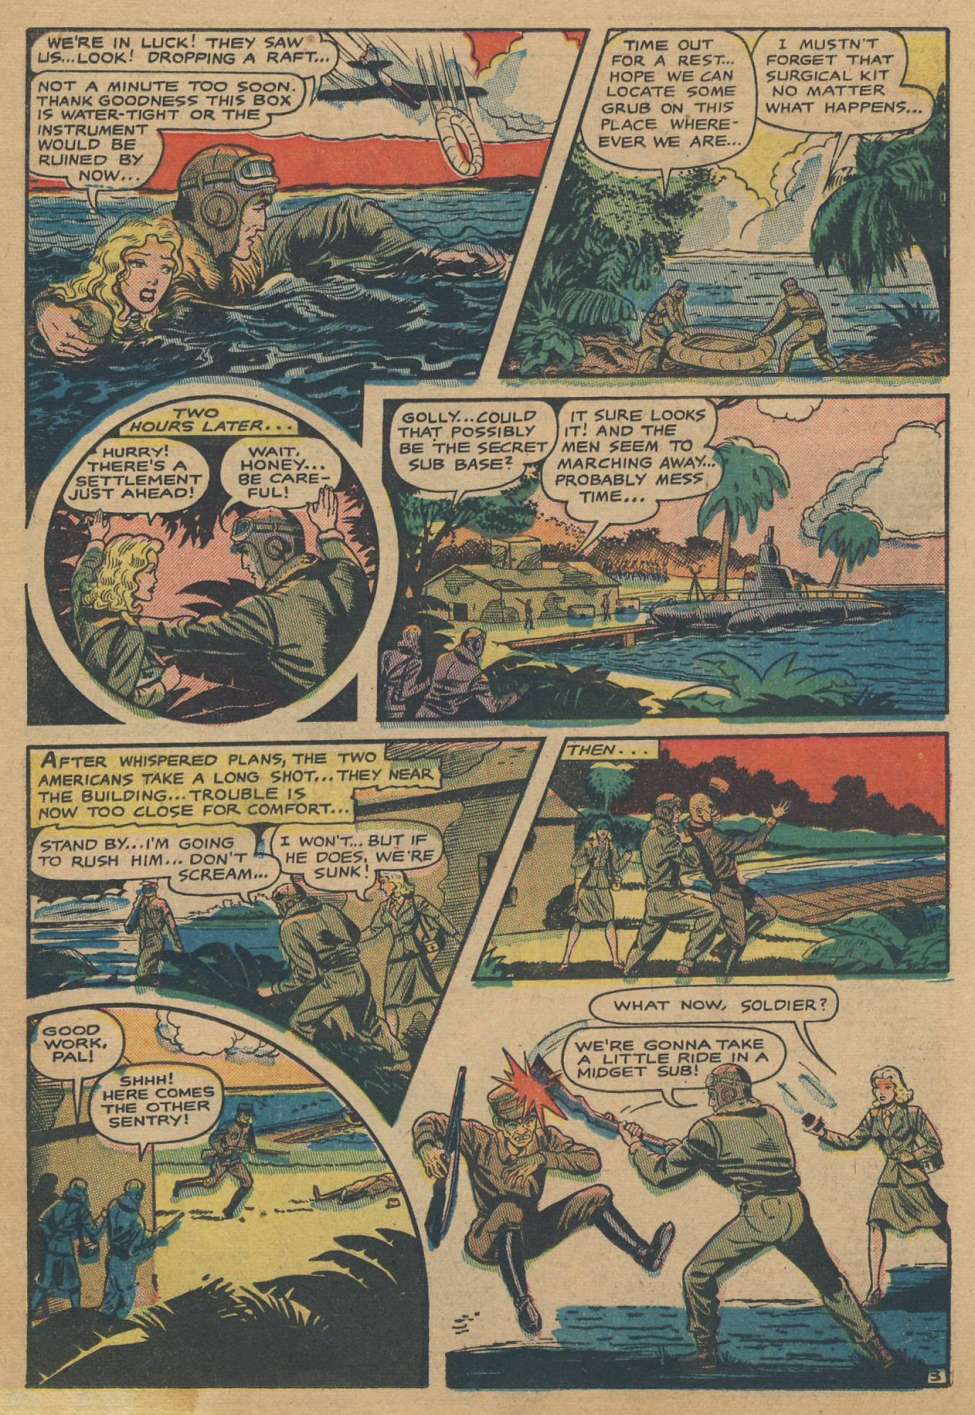 WE'RE IN LUCK! THEY SAW
US...LOOK! DROPPING A RAFT...
NOT A MINUTE TOO SOON.
THANK GOODNESS THIS BOX
IS WATER-TIGHT OR THE
INSTRUMENT
WOULD BE
RUINED BY
NOW...
TIME OUT
FOR A REST...
HOPE WE CAN
LOCATE SOME
GRUB ON THIS
PLACE WHERE-
EVER WE ARE...
I MUSTN'T
FORGET THAT
SURGICAL KIT
NO MATTER
WHAT HAPPENS...
TWO
HOURS LATER...
HURRY!
THERE'S A
SETTLEMENT
JUST AHEAD!
WAIT,
HONEY...
BE CARE-
FUL!
GOLLY...COULD
THAT POSSIBLY
BE THE SECRET
SUB BASE?
IT SURE LOOKS
IT! AND THE
MEN SEEM TO
MARCHING AWAY...
PROBABLY MESS
TIME...
AFTER WHISPERED PLANS, THE TWO
AMERICANS TAKE A LONG SHOT...THEY NEAR
THE BUILDING...TROUBLE IS
NOW TOO CLOSE FOR COMFORT...
STAND BY...I'M GOING
TO RUSH HIM...DON'T
SCREAM...
I WON'T...BUT IF
HE DOES, WE'RE
SUNK!
THEN...
GOOD
WORK,
PAL!
SHHH!
HERE COMES
THE OTHER
SENTRY!
WHAT NOW, SOLDIER?
WE'RE GONNA TAKE
A LITTLE RIDE IN A
MIDGET SUB!
3